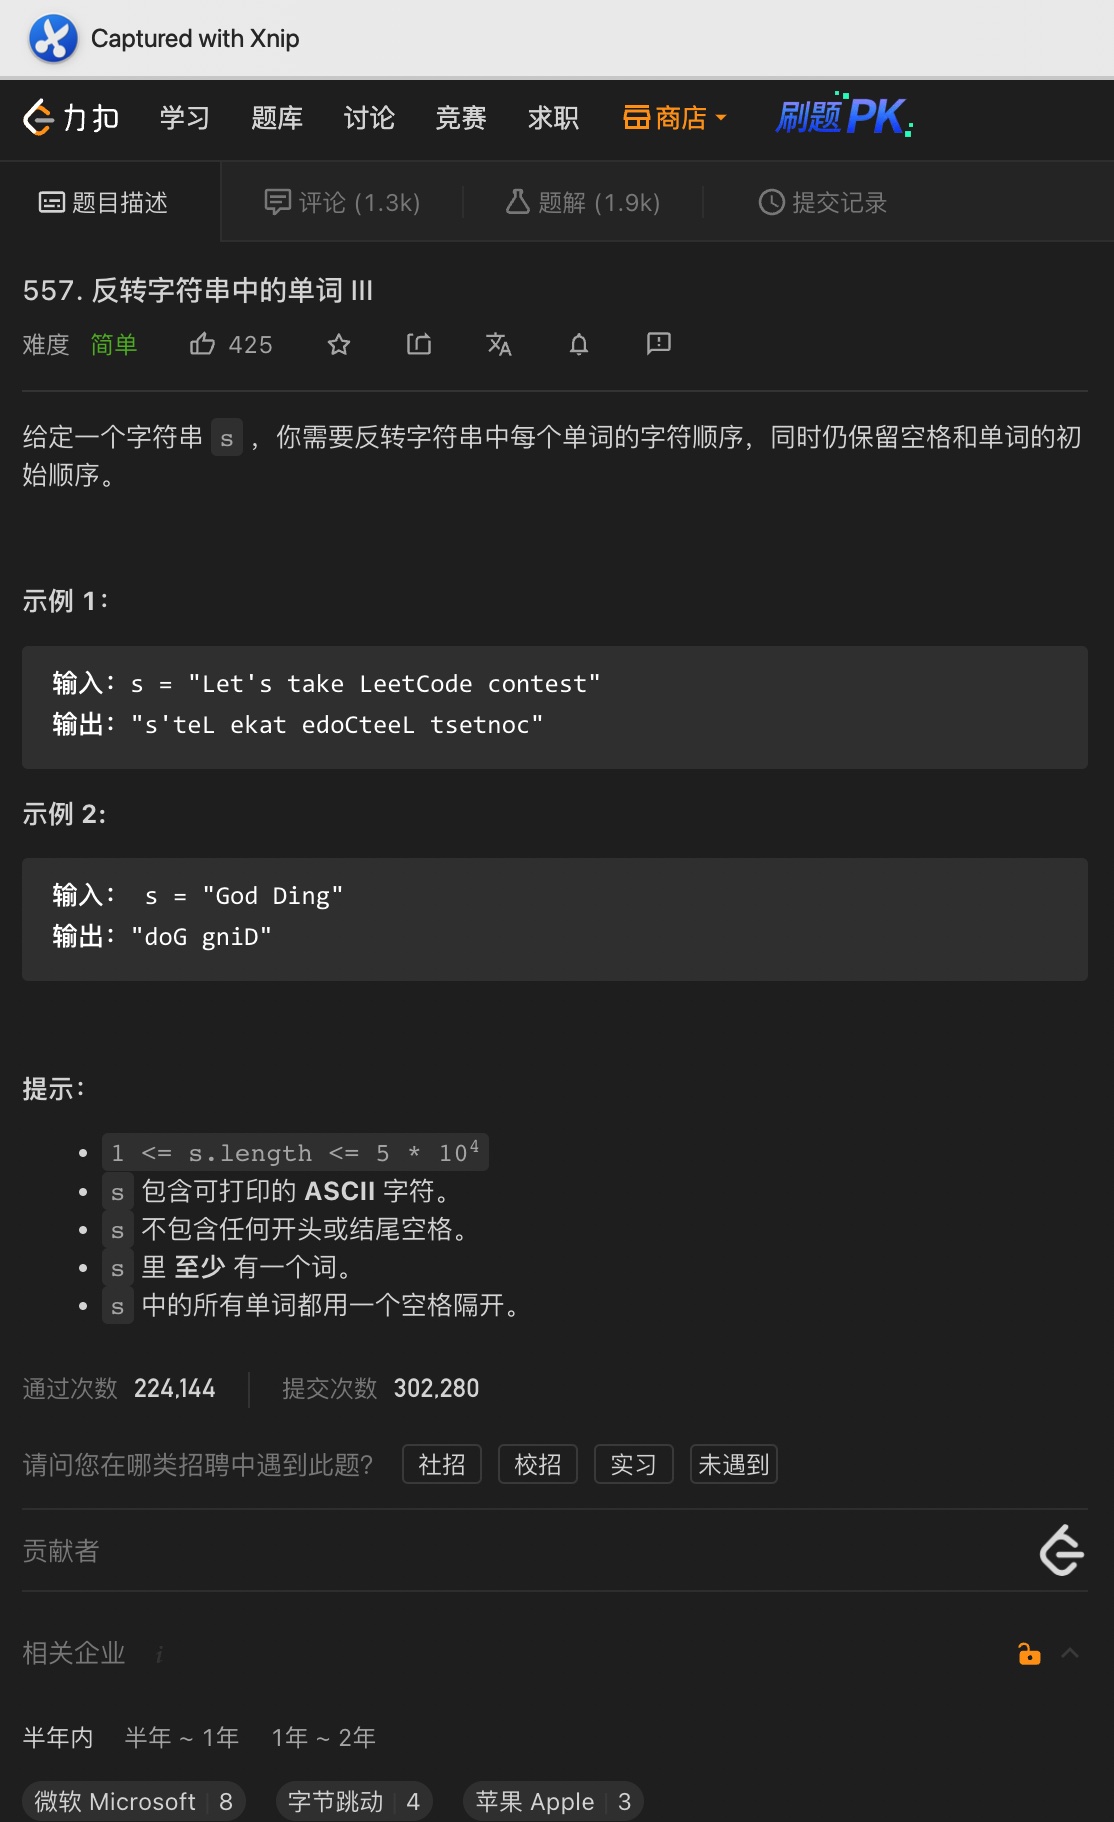 Captured with Xnip
力扣 学习 题库 讨论 竞赛 求职 商店 刷题PK
题目描述 评论 (1.3k) 题解 (1.9k) 提交记录
557. 反转字符串中的单词 III
难度 简单 425
给定一个字符串 s ，你需要反转字符串中每个单词的字符顺序，同时仍保留空格和单词的初
始顺序。
示例 1：
输入：s = "Let's take LeetCode contest"
输出："s'teL ekat edoCteeL tsetnoc"
示例 2:
输入： s = "God Ding"
输出："doG gniD"
提示：
1 <= s.length <= 5 * 10⁴
s 包含可打印的 ASCII 字符。
s 不包含任何开头或结尾空格。
s 里 至少 有一个词。
s 中的所有单词都用一个空格隔开。
通过次数 224,144 提交次数 302,280
请问您在哪类招聘中遇到此题? 社招 校招 实习 未遇到
贡献者
相关企业 i
半年内 半年 ~ 1年 1年 ~ 2年
微软 Microsoft 8 字节跳动 4 苹果 Apple 3